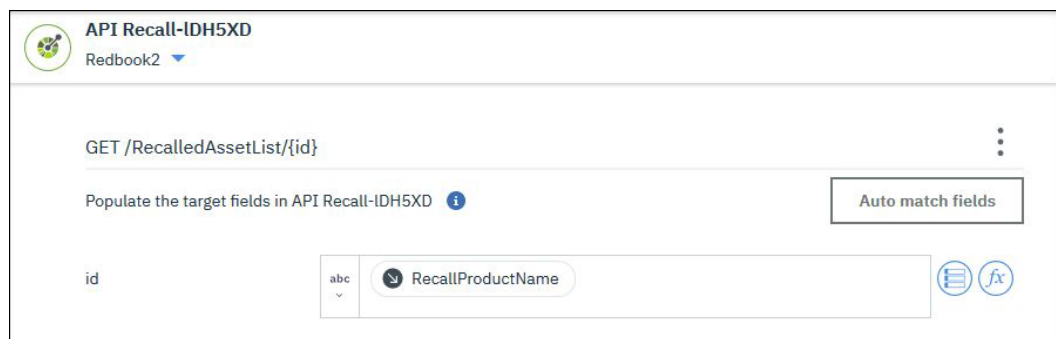 API Recall-lDH5XD
Redbook2
GET /RecalledAssetList/{id}
Populate the target fields in API Recall-lDH5XD i
Auto match fields
id
abc
RecallProductName
fx